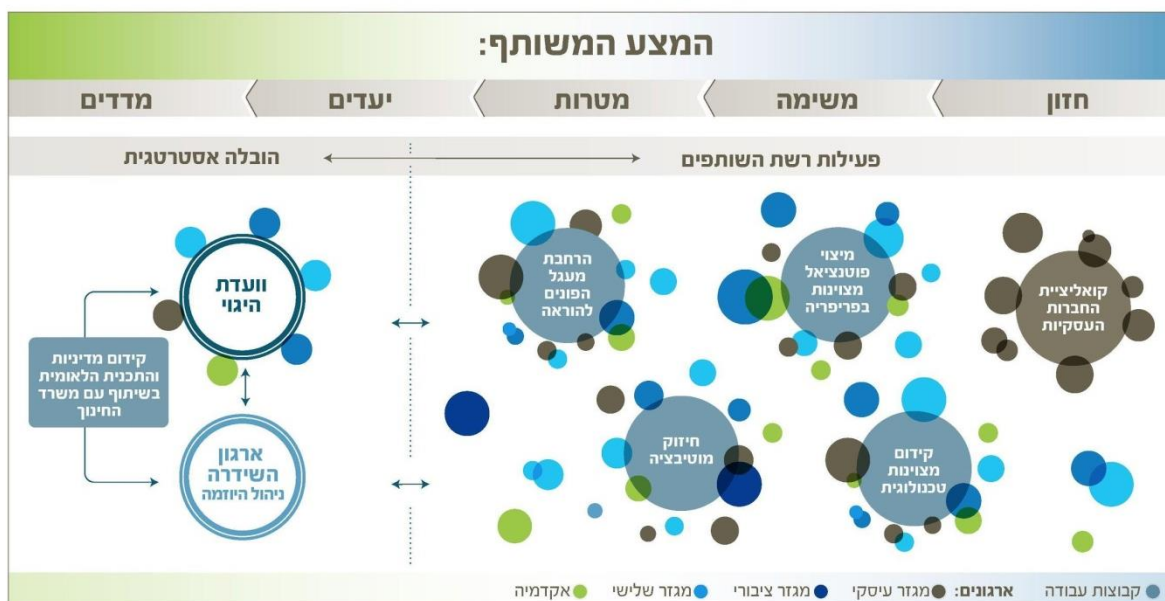 המצע המשותף:
חזון
משימה
מטרות
יעדים
מדדים
פעילות רשת השותפים
הובלה אסטרטגית
קואליציית
החברות
העסקיות
מיצוי
פוטנציאל
מצוינות
בפריפריה
הרחבת
מעגל
הפונים
להוראה
קידום
מצוינות
טכנולוגית
חיזוק
מוטיבציה
וועדת
היגוי
ארגון
השידרה
ניהול היוזמה
קידום מדיניות
והתכנית הלאומית
בשיתוף עם משרד
החינוך
קבוצות עבודה ארגונים: מגזר עיסקי מגזר ציבורי מגזר שלישי אקדמיה